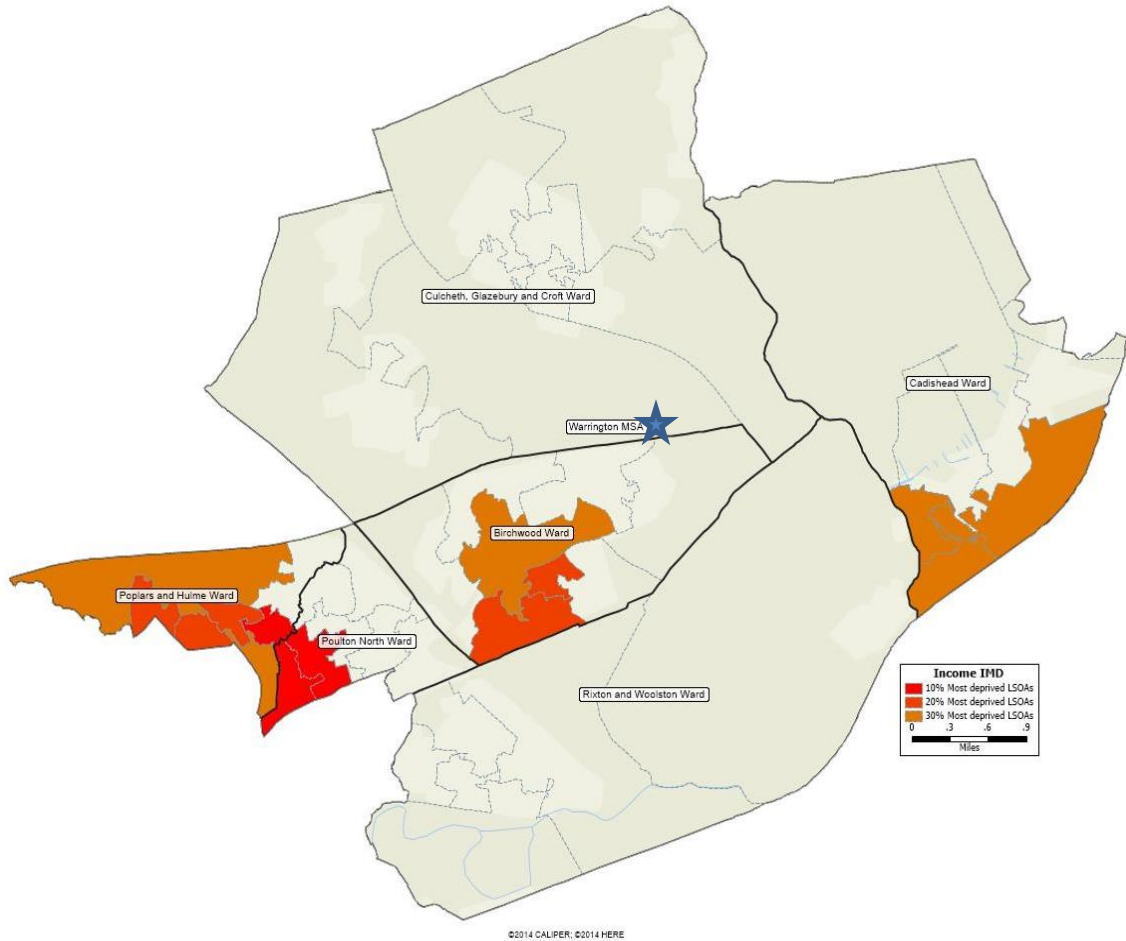 Culcheth, Glazebury and Croft Ward
Cadishead Ward
Warrington MSA
Birchwood Ward
Poplars and Hulme Ward
Poulton North Ward
Rixton and Woolston Ward
Income IMD
10% Most deprived LSOAs
20% Most deprived LSOAs
30% Most deprived LSOAs
0 .3 .6 .9
Miles
©2014 CALIPER; ©2014 HERE